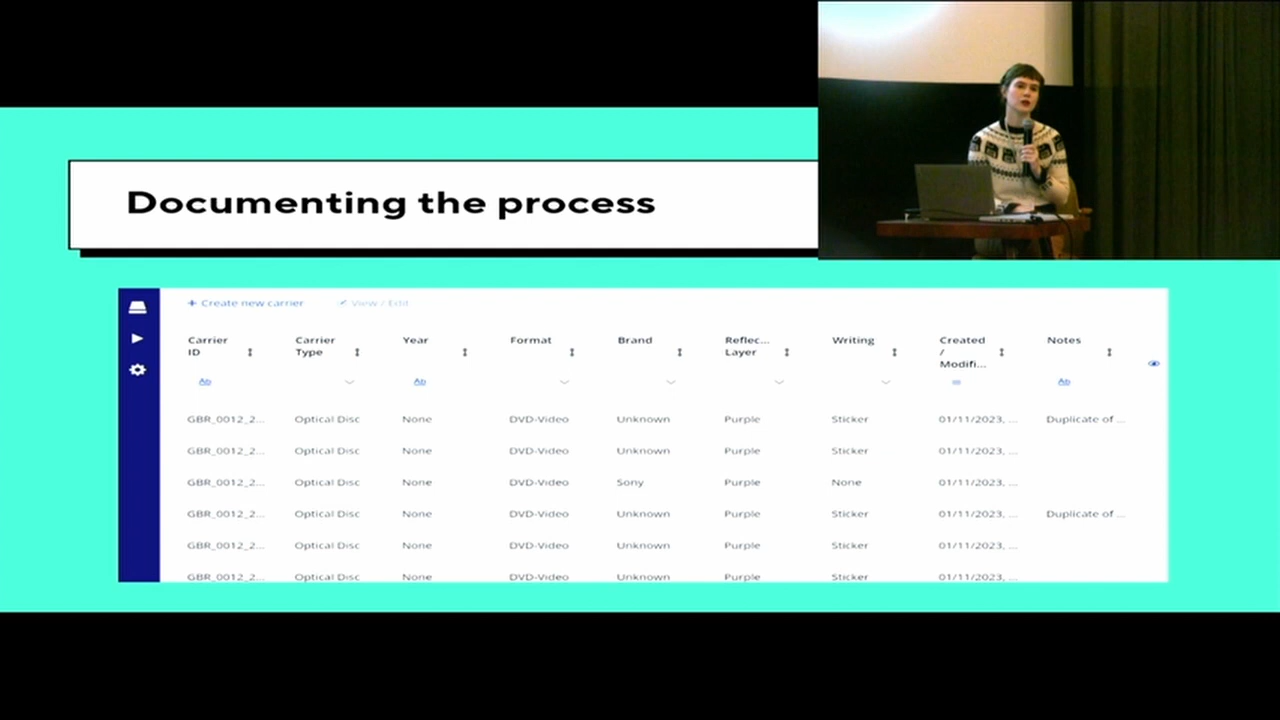 Documenting the process
+ Create new carrier View / Edit
Carrier ID Carrier Type Year Format Brand Reflec... Layer Writing Created / Modifi... Notes
Ab Ab Ab
GBR_0012_2... Optical Disc None DVD-Video Unknown Purple Sticker 01/11/2023, ... Duplicate of ...
GBR_0012_2... Optical Disc None DVD-Video Unknown Purple Sticker 01/11/2023, ...
GBR_0012_2... Optical Disc None DVD-Video Sony Purple None 01/11/2023, ...
GBR_0012_2... Optical Disc None DVD-Video Unknown Purple Sticker 01/11/2023, ... Duplicate of ...
GBR_0012_2... Optical Disc None DVD-Video Unknown Purple Sticker 01/11/2023, ...
GBR_0012_2... Optical Disc None DVD-Video Unknown Purple Sticker 01/11/2023, ...